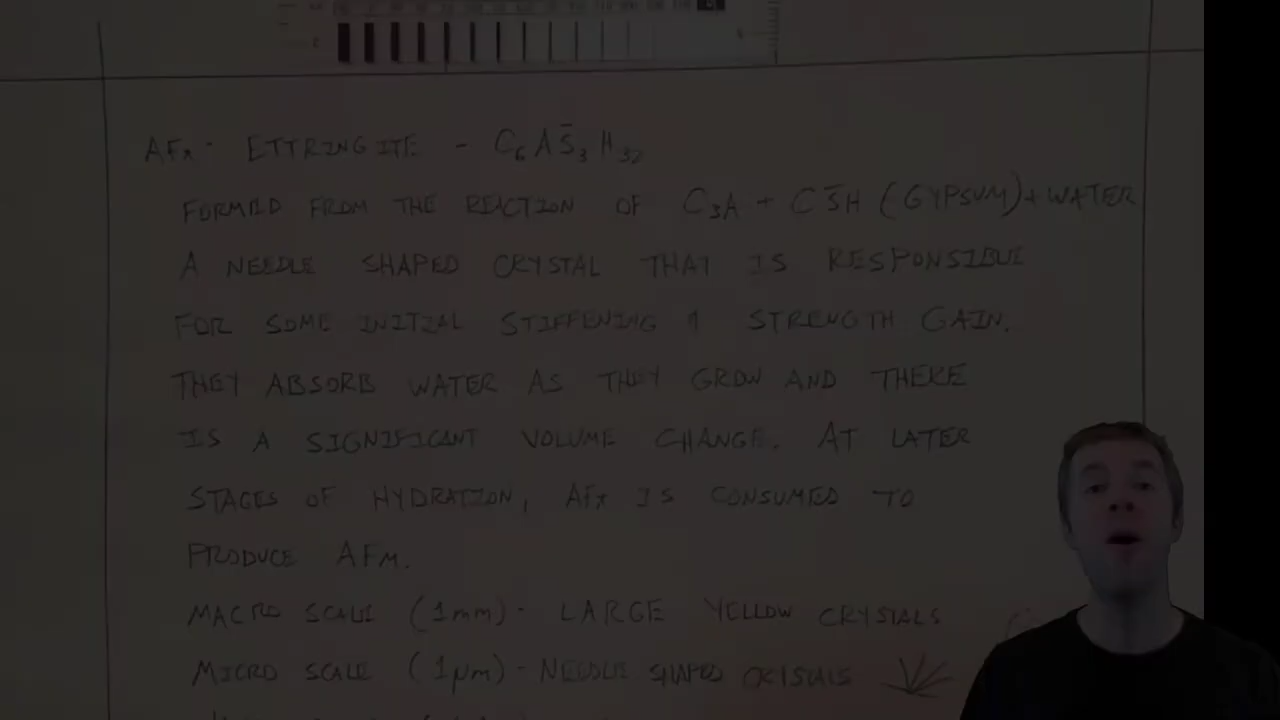 AFx: ETTRINGITE - C₆AS̄₃H₃₂
FORMED FROM THE REACTION OF C₃A + CS̄H (GYPSUM) + WATER
A NEEDLE SHAPED CRYSTAL THAT IS RESPONSIBLE
FOR SOME INITIAL STIFFENING & STRENGTH GAIN.
THEY ABSORB WATER AS THEY GROW AND THERE
IS A SIGNIFICANT VOLUME CHANGE. AT LATER
STAGES OF HYDRATION, AFx IS CONSUMED TO
PRODUCE AFM.
MACRO SCALE (1mm) - LARGE YELLOW CRYSTALS
MICRO SCALE (1μm) - NEEDLE SHAPED CRYSTALS